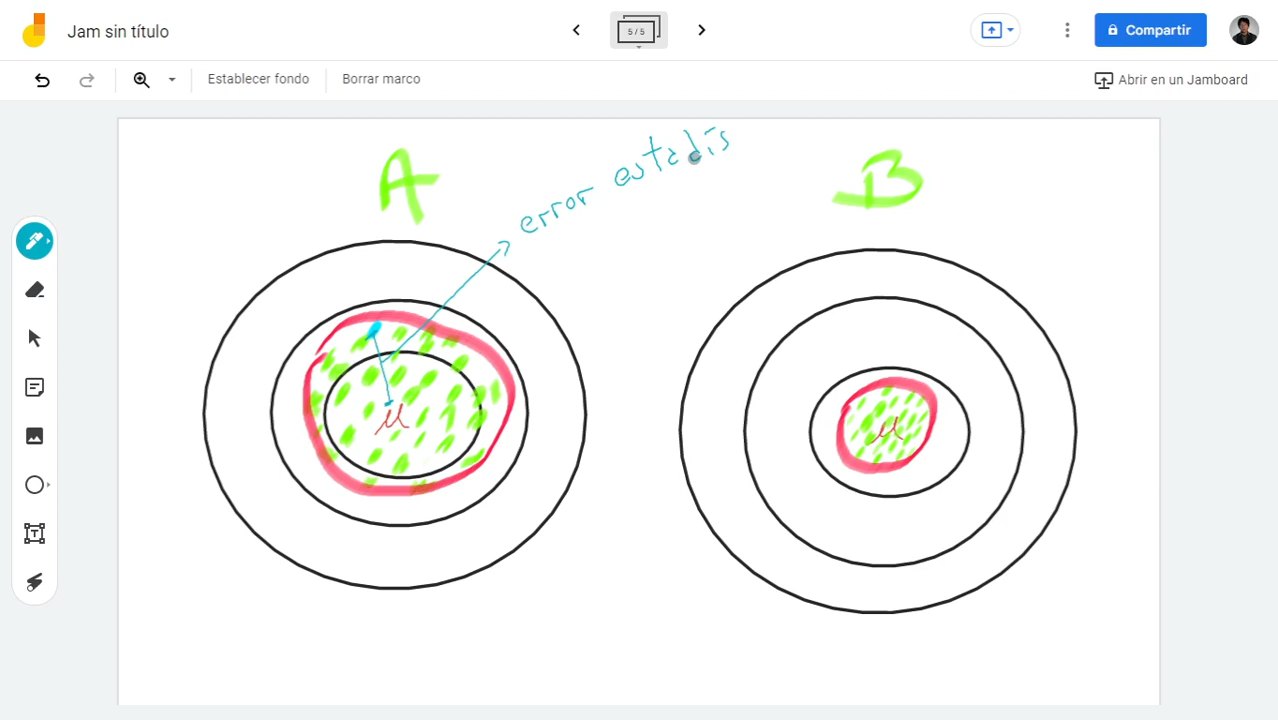 Jam sin título
5 / 5
Compartir
Establecer fondo
Borrar marco
Abrir en un Jamboard
A
error estadís
B
μ
μ